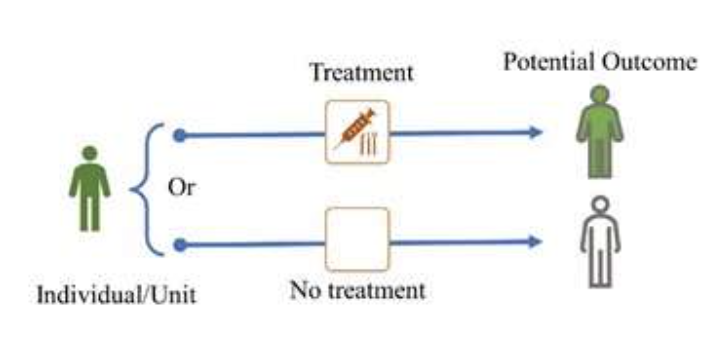 Potential Outcome
Treatment
Or
Individual/Unit
No treatment